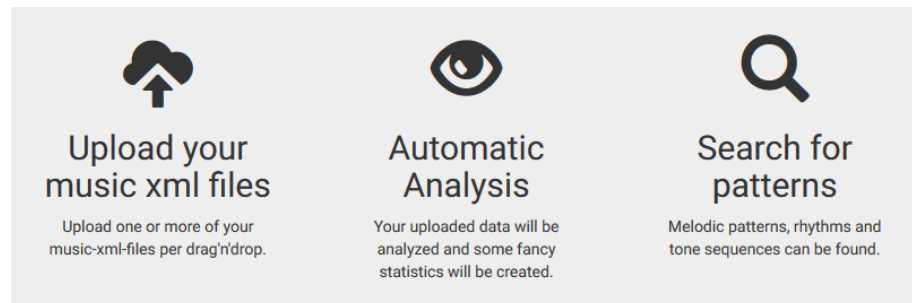 Upload your
music xml files
Upload one or more of your
music-xml-files per drag'n'drop.
Automatic
Analysis
Your uploaded data will be
analyzed and some fancy
statistics will be created.
Search for
patterns
Melodic patterns, rhythms and
tone sequences can be found.